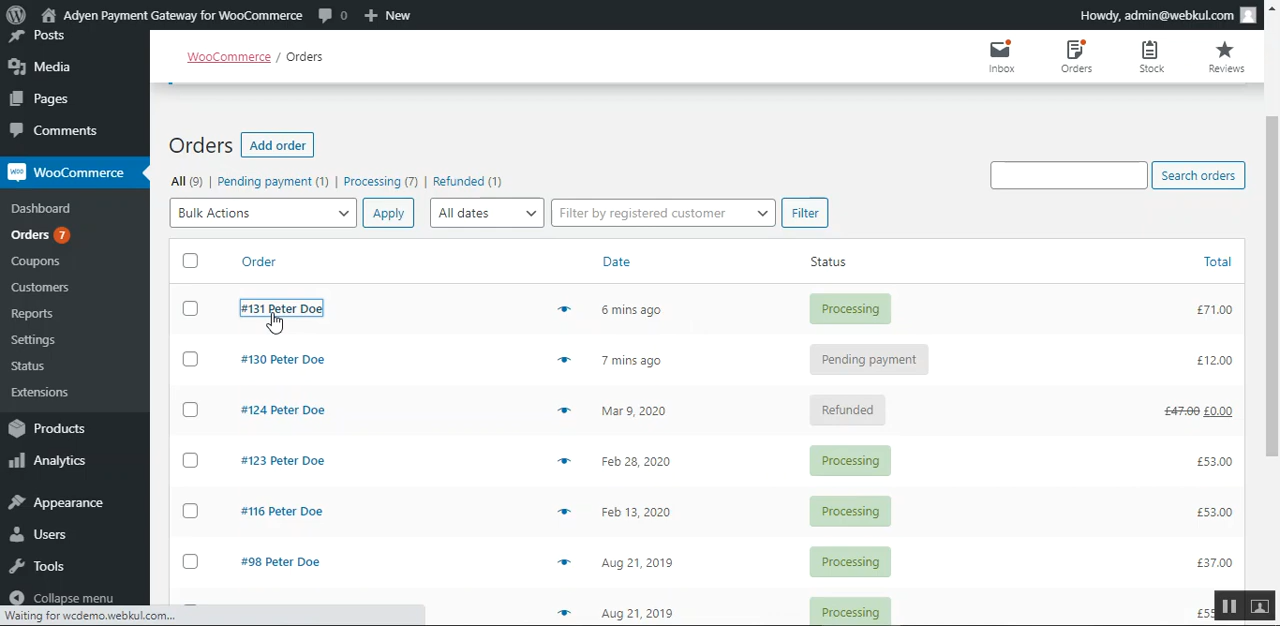 Adyen Payment Gateway for WooCommerce 0 New Howdy, admin@webkul.com
Posts
Media
Pages
Comments
WooCommerce
Dashboard
Orders 7
Coupons
Customers
Reports
Settings
Status
Extensions
Products
Analytics
Appearance
Users
Tools
Collapse menu
WooCommerce / Orders
Inbox Orders Stock Reviews
Orders Add order
All (9) | Pending payment (1) | Processing (7) | Refunded (1)
Search orders
Bulk Actions Apply All dates Filter by registered customer Filter
Order Date Status Total
#131 Peter Doe 6 mins ago Processing £71.00
#130 Peter Doe 7 mins ago Pending payment £12.00
#124 Peter Doe Mar 9, 2020 Refunded £47.00 £0.00
#123 Peter Doe Feb 28, 2020 Processing £53.00
#116 Peter Doe Feb 13, 2020 Processing £53.00
#98 Peter Doe Aug 21, 2019 Processing £37.00
Aug 21, 2019 Processing
Waiting for wcdemo.webkul.com...